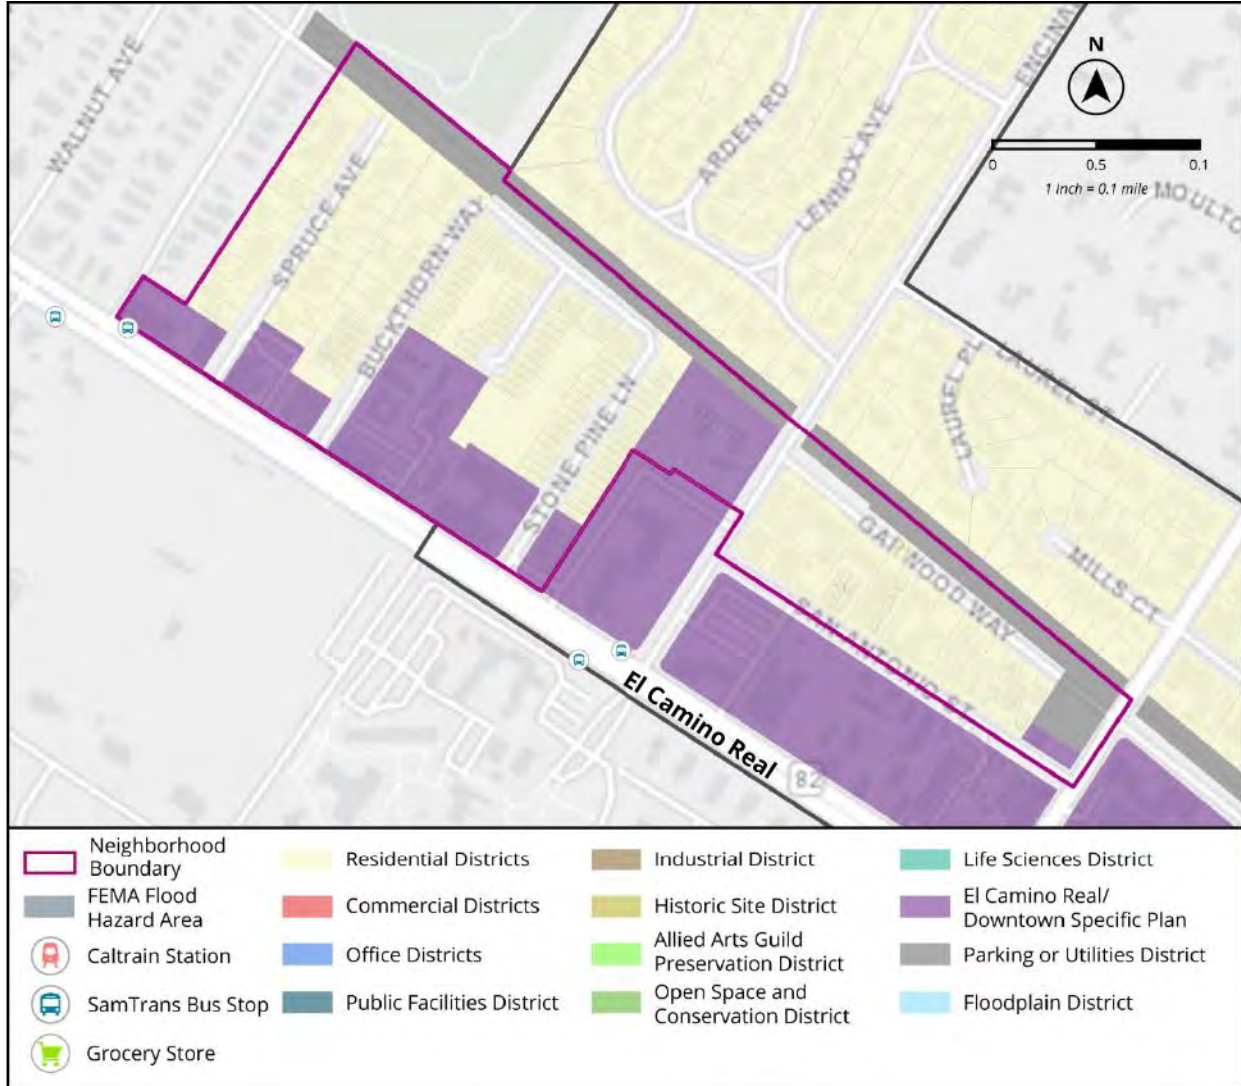 WALNUT AVE
ENCINAL
N
ARDEN RD
LENNOX AVE
0 0.5 0.1
1 Inch = 0.1 mile
MOULTO
SPRUCE AVE
BUCKTHORN WAY
STONE PINE LN
LAUREL PL
LAUREL ST
GARWOOD WAY
MILLS CT
SAN ANTONIO ST
El Camino Real
82
Neighborhood
Boundary
FEMA Flood
Hazard Area
Caltrain Station
SamTrans Bus Stop
Grocery Store
Residential Districts
Commercial Districts
Office Districts
Public Facilities District
Industrial District
Historic Site District
Allied Arts Guild
Preservation District
Open Space and
Conservation District
Life Sciences District
El Camino Real/
Downtown Specific Plan
Parking or Utilities District
Floodplain District